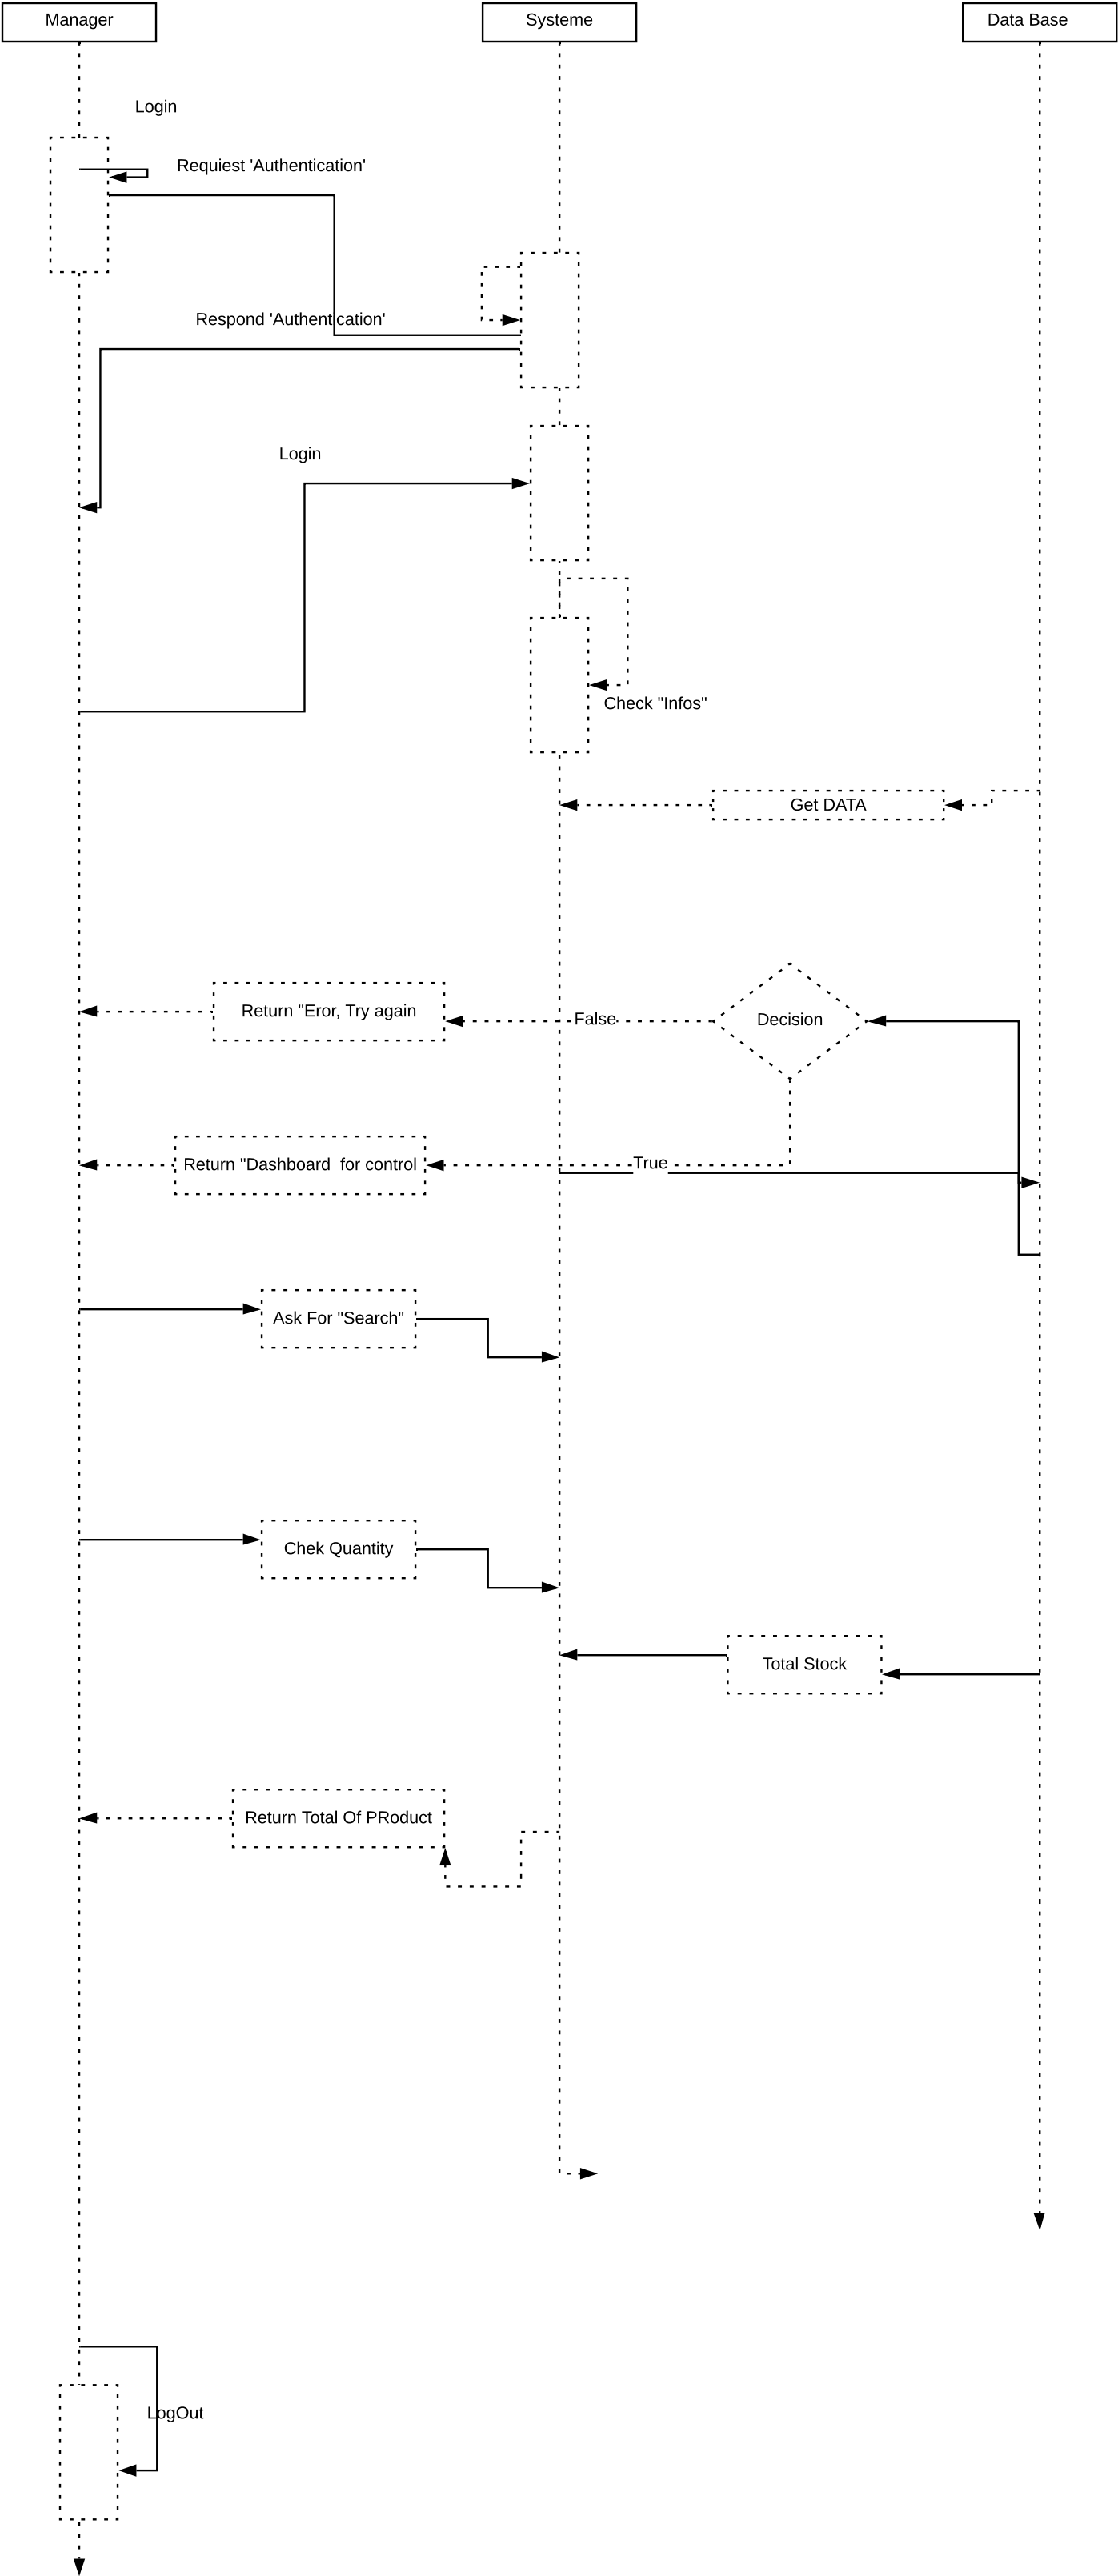 Manager
Systeme
Data Base
Login
Requiest 'Authentication'
Respond 'Authentication'
Login
Check "Infos"
Get DATA
Return "Eror, Try again
False
Decision
Return "Dashboard  for control
True
Ask For "Search"
Chek Quantity
Total Stock
Return Total Of PRoduct
LogOut